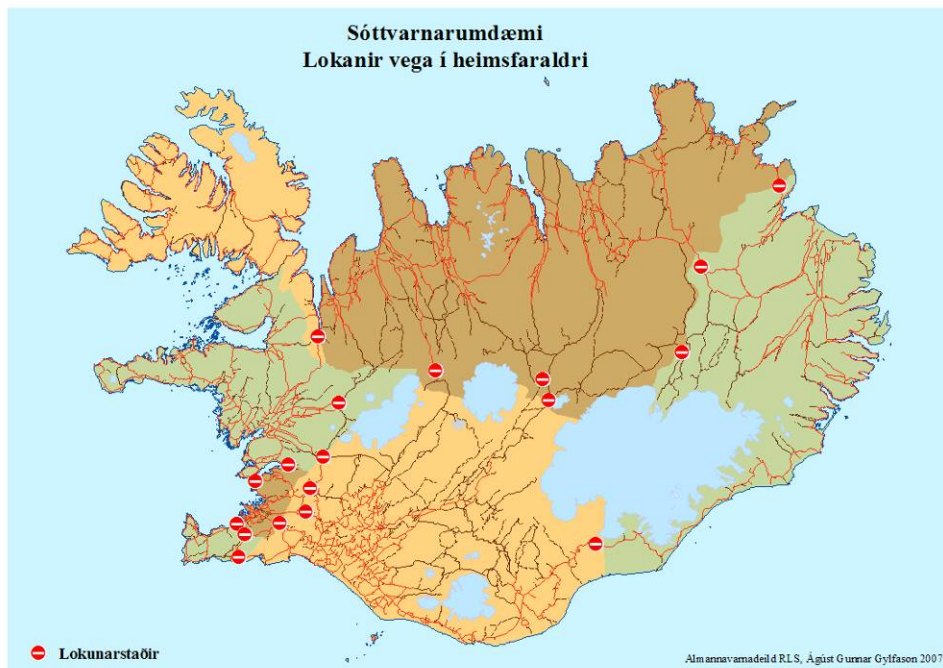 Sóttvarnarumdæmi
Lokanir vega í heimsfaraldri
Lokunarstaðir
Almannavarnadeild RLS, Ágúst Gunnar Gylfason 2007